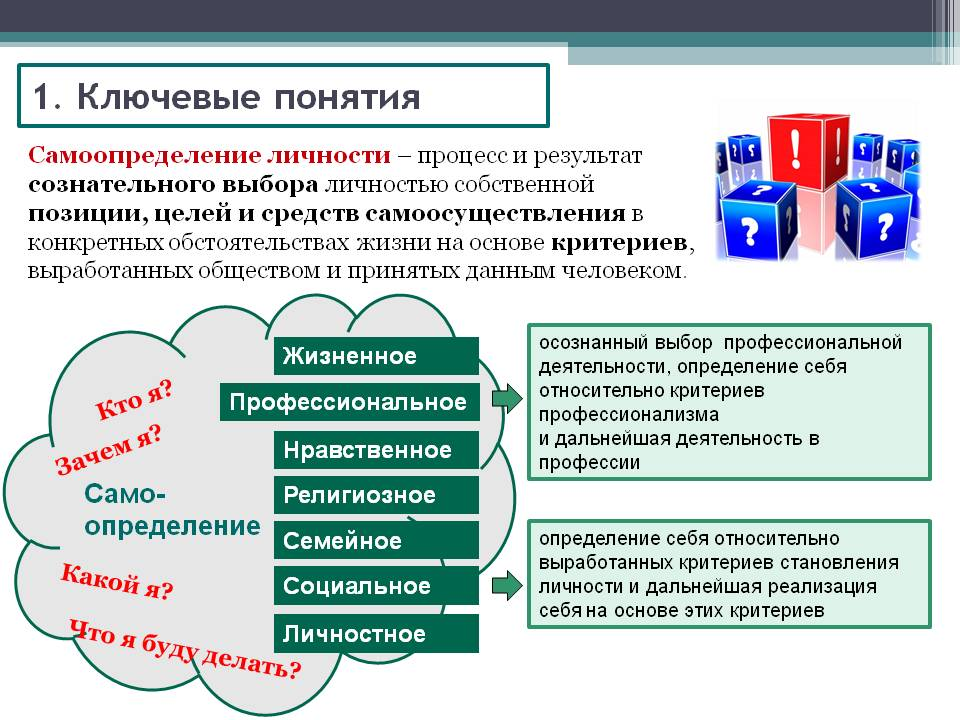 1. Ключевые понятия
Самоопределение личности – процесс и результат
сознательного выбора личностью собственной
позиции, целей и средств самоосуществления в
конкретных обстоятельствах жизни на основе критериев,
выработанных обществом и принятых данным человеком.
!
?
?
?
?
Кто я?
Зачем я?
Само-
определение
Какой я?
Что я буду делать?
Жизненное
Профессиональное
Нравственное
Религиозное
Семейное
Социальное
Личностное
осознанный выбор профессиональной
деятельности, определение себя
относительно критериев
профессионализма
и дальнейшая деятельность в
профессии
определение себя относительно
выработанных критериев становления
личности и дальнейшая реализация
себя на основе этих критериев